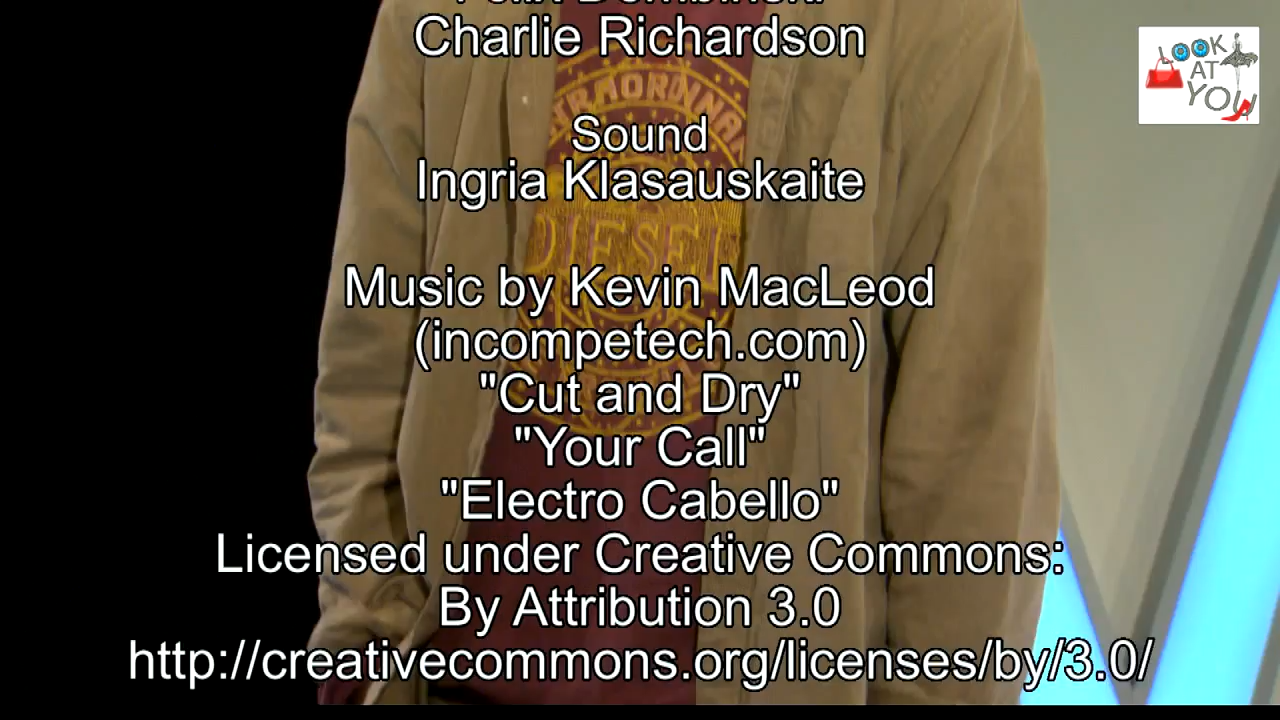 Charlie Richardson
Sound
Ingria Klasauskaite
Music by Kevin MacLeod
(incompetech.com)
"Cut and Dry"
"Your Call"
"Electro Cabello"
Licensed under Creative Commons:
By Attribution 3.0
http://creativecommons.org/licenses/by/3.0/
LOOK
AT
YOU
DIESEL